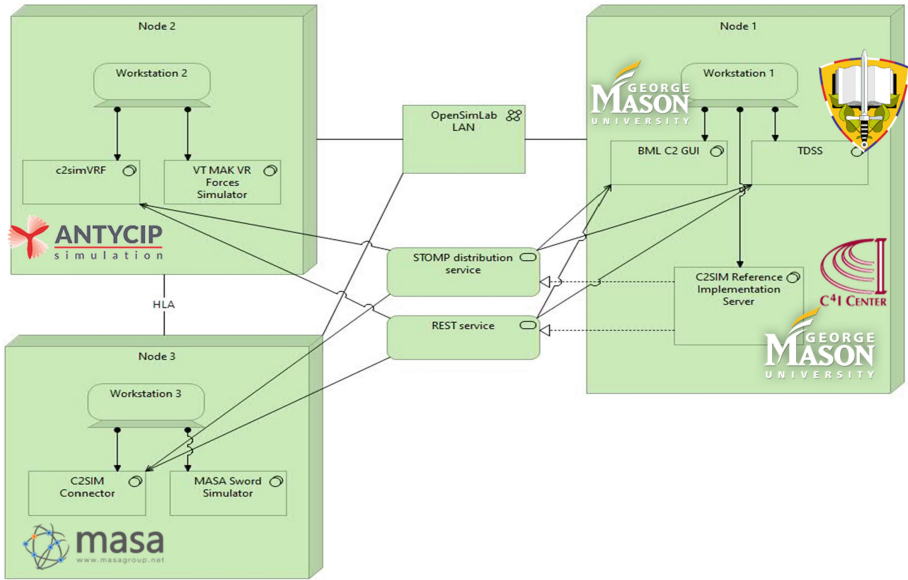 Node 2
Workstation 2
c2simVRF
VT MAK VR
Forces
Simulator
ANTYCIP
simulation
HLA
OpenSimLab
LAN
STOMP distribution
service
REST service
Node 1
GEORGE
MASON
UNIVERSITY
Workstation 1
BML C2 GUI
TDSS
C2SIM Reference
Implementation
Server
C4I CENTER
GEORGE
MASON
UNIVERSITY
Node 3
Workstation 3
C2SIM
Connector
MASA Sword
Simulator
masa
www.masagroup.net